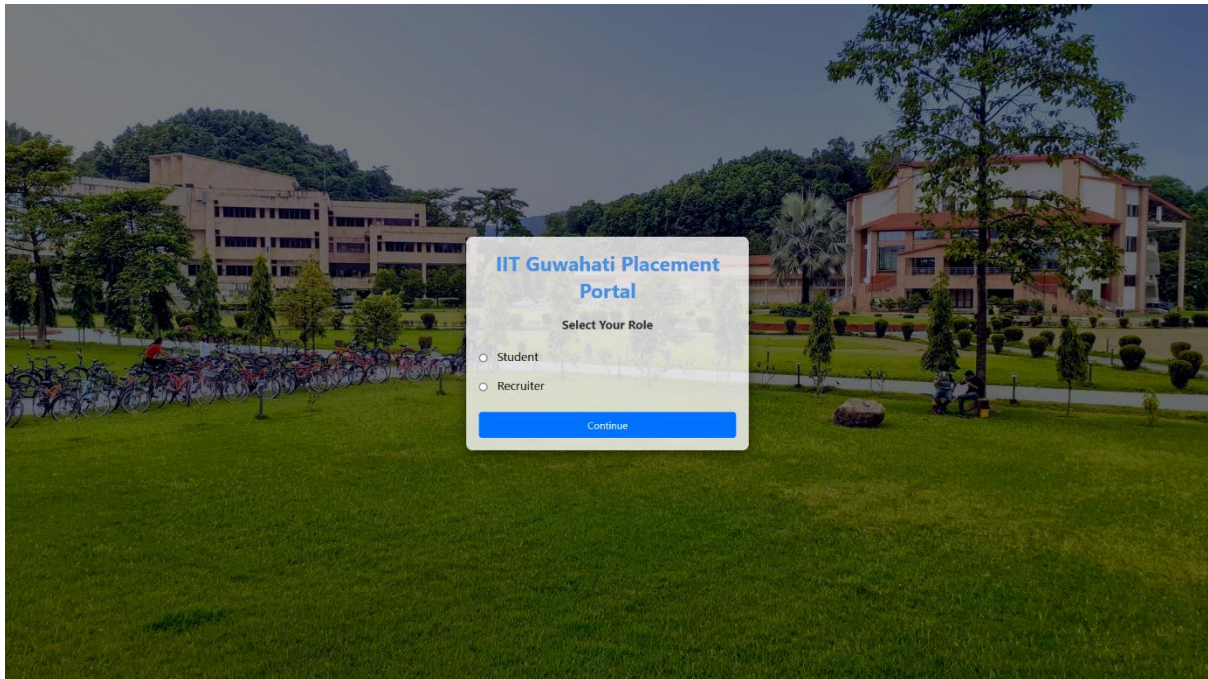 IIT Guwahati Placement
Portal
Select Your Role
Student
Recruiter
Continue